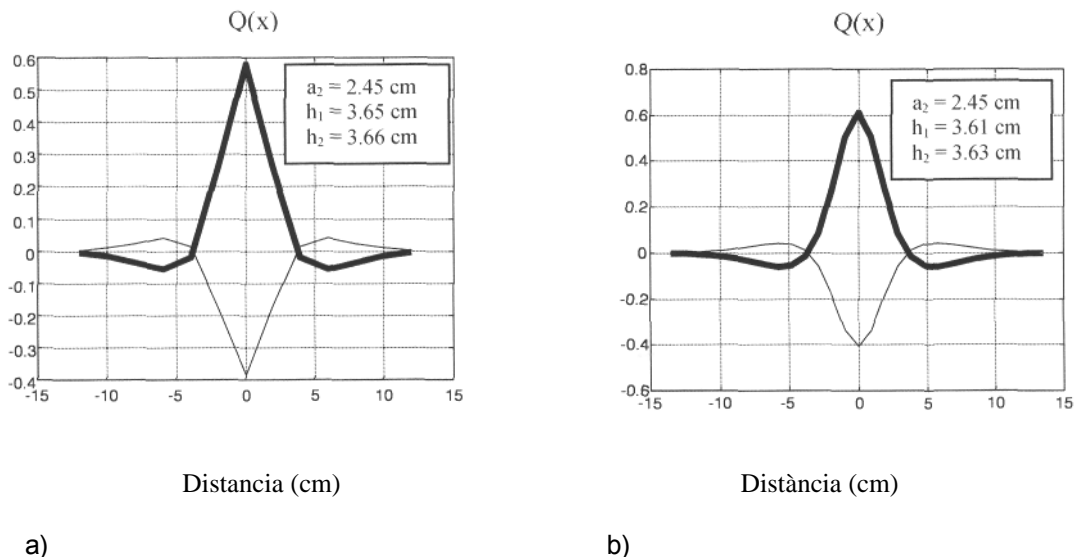 Q(x)
0.6
0.5
0.4
0.3
0.2
0.1
0
-0.1
-0.2
-0.3
-0.4
-15 -10 -5 0 5 10 15
a₂ = 2.45 cm
h₁ = 3.65 cm
h₂ = 3.66 cm
Distancia (cm)
a)
Q(x)
0.8
0.6
0.4
0.2
0
-0.2
-0.4
-0.6
-15 -10 -5 0 5 10 15
a₂ = 2.45 cm
h₁ = 3.61 cm
h₂ = 3.63 cm
Distància (cm)
b)